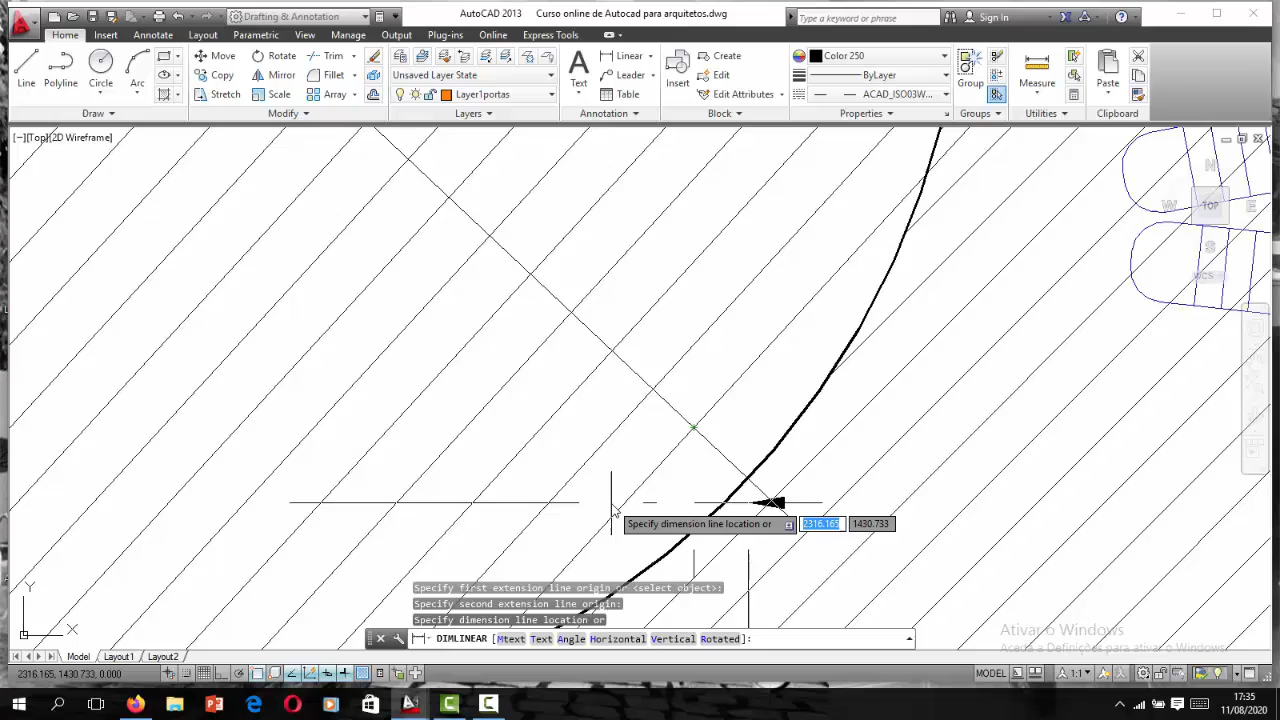 AutoCAD 2013 Curso online de Autocad para arquitetos.dwg
Drafting & Annotation
Type a keyword or phrase
Sign In
Home Insert Annotate Layout Parametric View Manage Output Plug-ins Online Express Tools
Line Polyline Circle Arc
Move Rotate Trim
Copy Mirror Fillet
Stretch Scale Array
Unsaved Layer State
Layer1portas
Text
Linear
Leader
Table
Insert
Create
Edit
Edit Attributes
Color 250
ByLayer
ACAD_ISO03W...
Group
Measure
Paste
Draw Modify Layers Annotation Block Properties Groups Utilities Clipboard
[–][Top][2D Wireframe]
N
W TOP E
S
WCS
Specify dimension line location or 2316.165 1430.733
Specify first extension line origin or <select object>:
Specify second extension line origin:
Specify dimension line location or
DIMLINEAR [Mtext Text Angle Horizontal Vertical Rotated]:
Y
X
Ativar o Windows
Aceda a Definições para ativar o Windows.
Model Layout1 Layout2
2316.165, 1430.733, 0.000
MODEL
1:1
17:35
11/08/2020